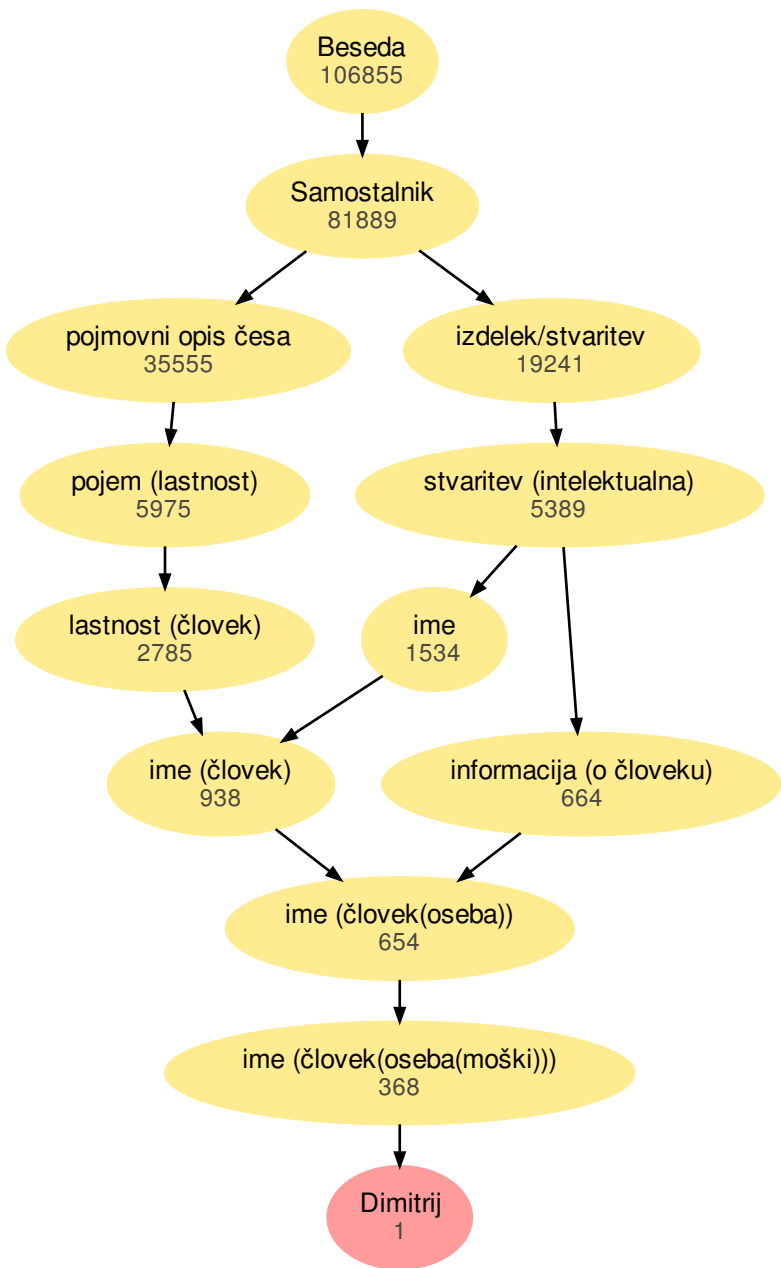 Beseda
106855
Samostalnik
81889
pojmovni opis česa
35555
izdelek/stvaritev
19241
pojem (lastnost)
5975
stvaritev (intelektualna)
5389
lastnost (človek)
2785
ime
1534
ime (človek)
938
informacija (o človeku)
664
ime (človek(oseba))
654
ime (človek(oseba(moški)))
368
Dimitrij
1